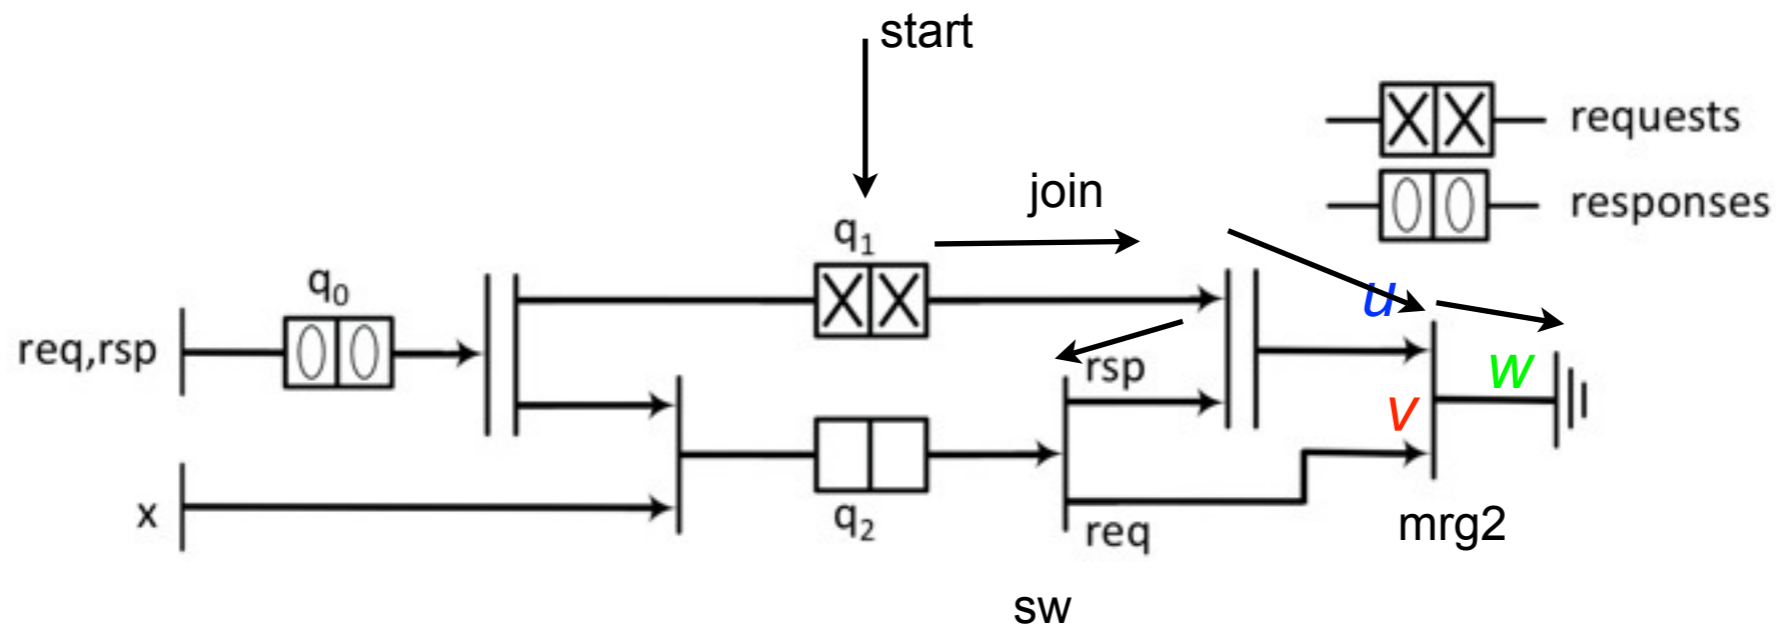 start
requests
join
responses
q1
q0
u
req,rsp
rsp
w
v
x
q2
req
mrg2
sw